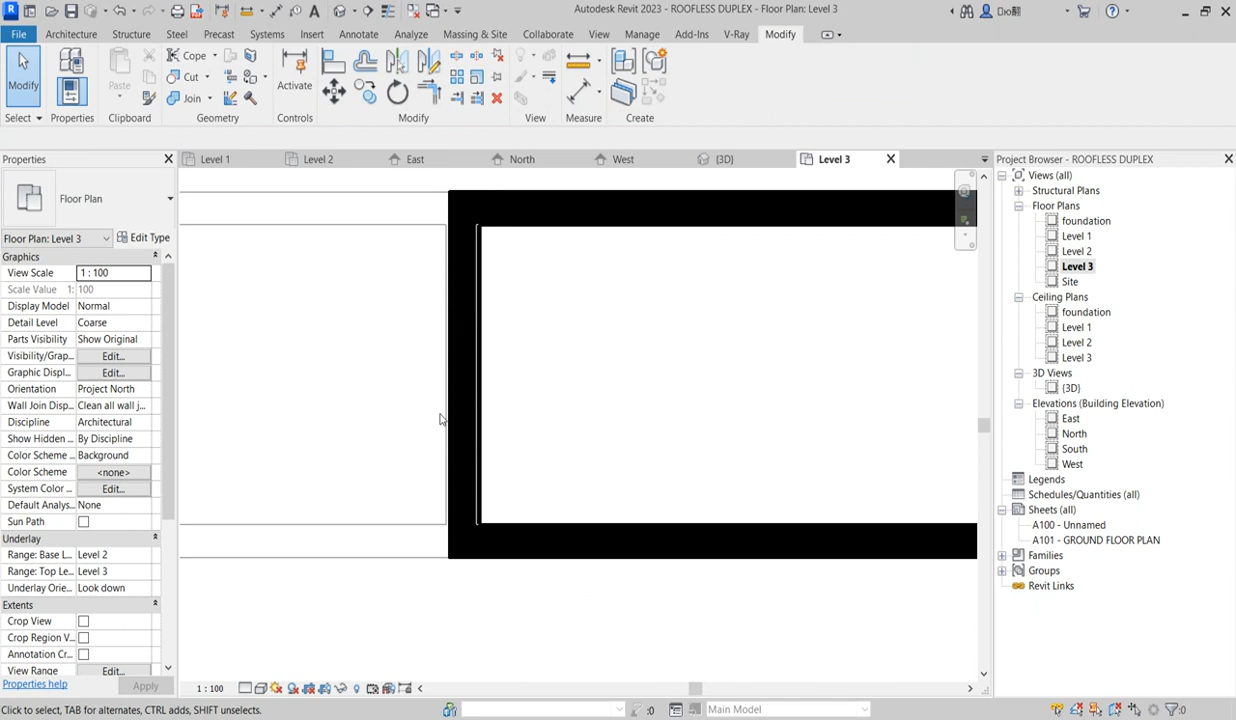 Autodesk Revit 2023 - ROOFLESS DUPLEX - Floor Plan: Level 3
File Architecture Structure Steel Precast Systems Insert Annotate Analyze Massing & Site Collaborate View Manage Add-Ins V-Ray Modify
Modify
Paste
Cope
Cut
Join
Activate
Select Properties Clipboard Geometry Controls Modify View Measure Create
Properties
Level 1 Level 2 East North West {3D} Level 3
Project Browser - ROOFLESS DUPLEX
Floor Plan
Floor Plan: Level 3 Edit Type
Graphics
View Scale 1 : 100
Scale Value 1: 100
Display Model Normal
Detail Level Coarse
Parts Visibility Show Original
Visibility/Grap... Edit...
Graphic Displ... Edit...
Orientation Project North
Wall Join Disp... Clean all wall j...
Discipline Architectural
Show Hidden ... By Discipline
Color Scheme ... Background
Color Scheme <none>
System Color ... Edit...
Default Analys... None
Sun Path
Underlay
Range: Base L... Level 2
Range: Top Le... Level 3
Underlay Orie... Look down
Extents
Crop View
Crop Region V...
Annotation Cr...
View Range Edit...
Properties help Apply
Views (all)
Structural Plans
Floor Plans
foundation
Level 1
Level 2
Level 3
Site
Ceiling Plans
foundation
Level 1
Level 2
Level 3
3D Views
{3D}
Elevations (Building Elevation)
East
North
South
West
Legends
Schedules/Quantities (all)
Sheets (all)
A100 - Unnamed
A101 - GROUND FLOOR PLAN
Families
Groups
Revit Links
1 : 100
Click to select, TAB for alternates, CTRL adds, SHIFT unselects.
:0
Main Model
:0